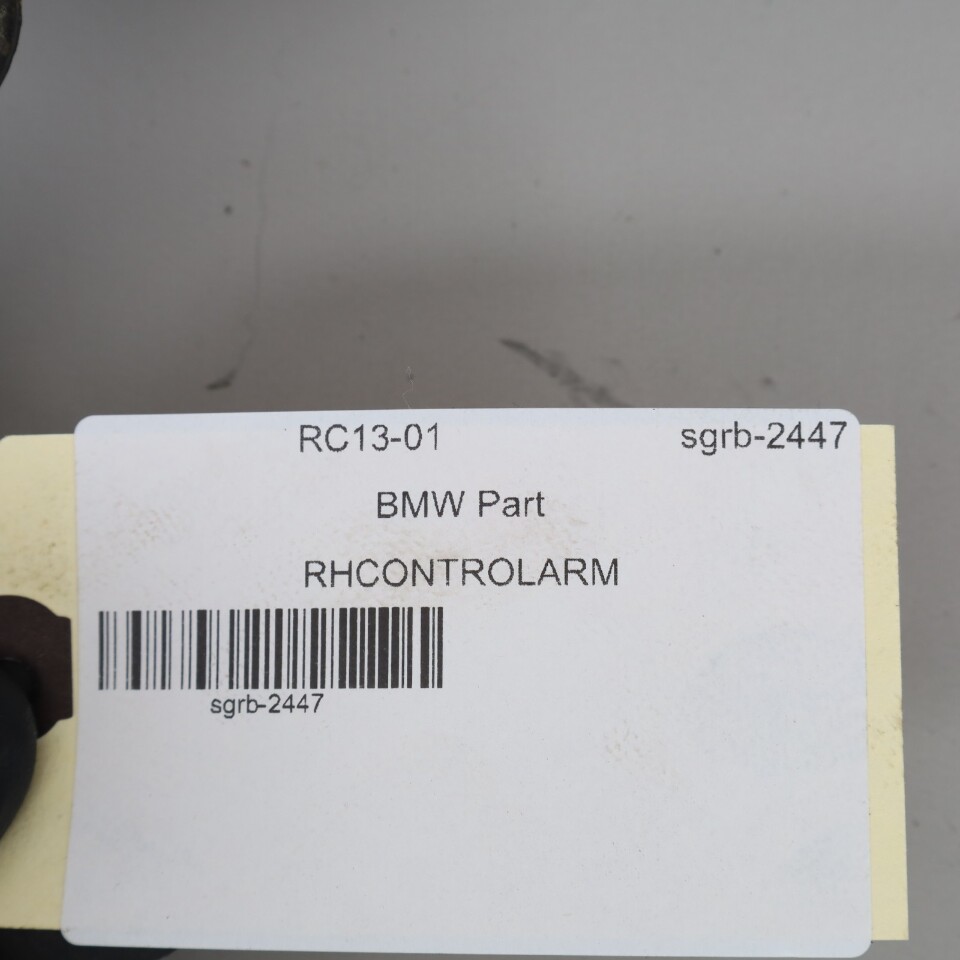 RC13-01 sgrb-2447
BMW Part
RHCONTROLARM
sgrb-2447